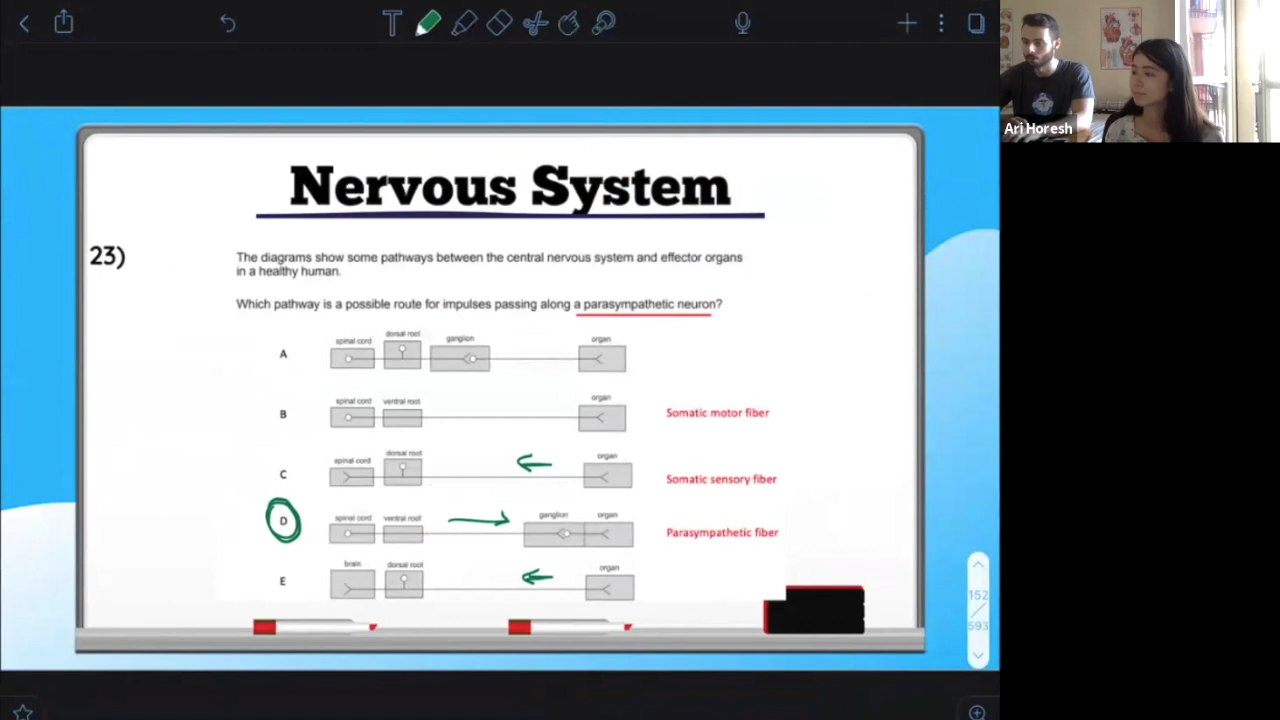 Ari Horesh
Nervous System
23)
The diagrams show some pathways between the central nervous system and effector organs
in a healthy human.
Which pathway is a possible route for impulses passing along a parasympathetic neuron?
A
spinal cord dorsal root ganglion organ
B
spinal cord ventral root organ
Somatic motor fiber
C
spinal cord dorsal root organ
Somatic sensory fiber
D
spinal cord ventral root ganglion organ
Parasympathetic fiber
E
brain dorsal root organ
152
593